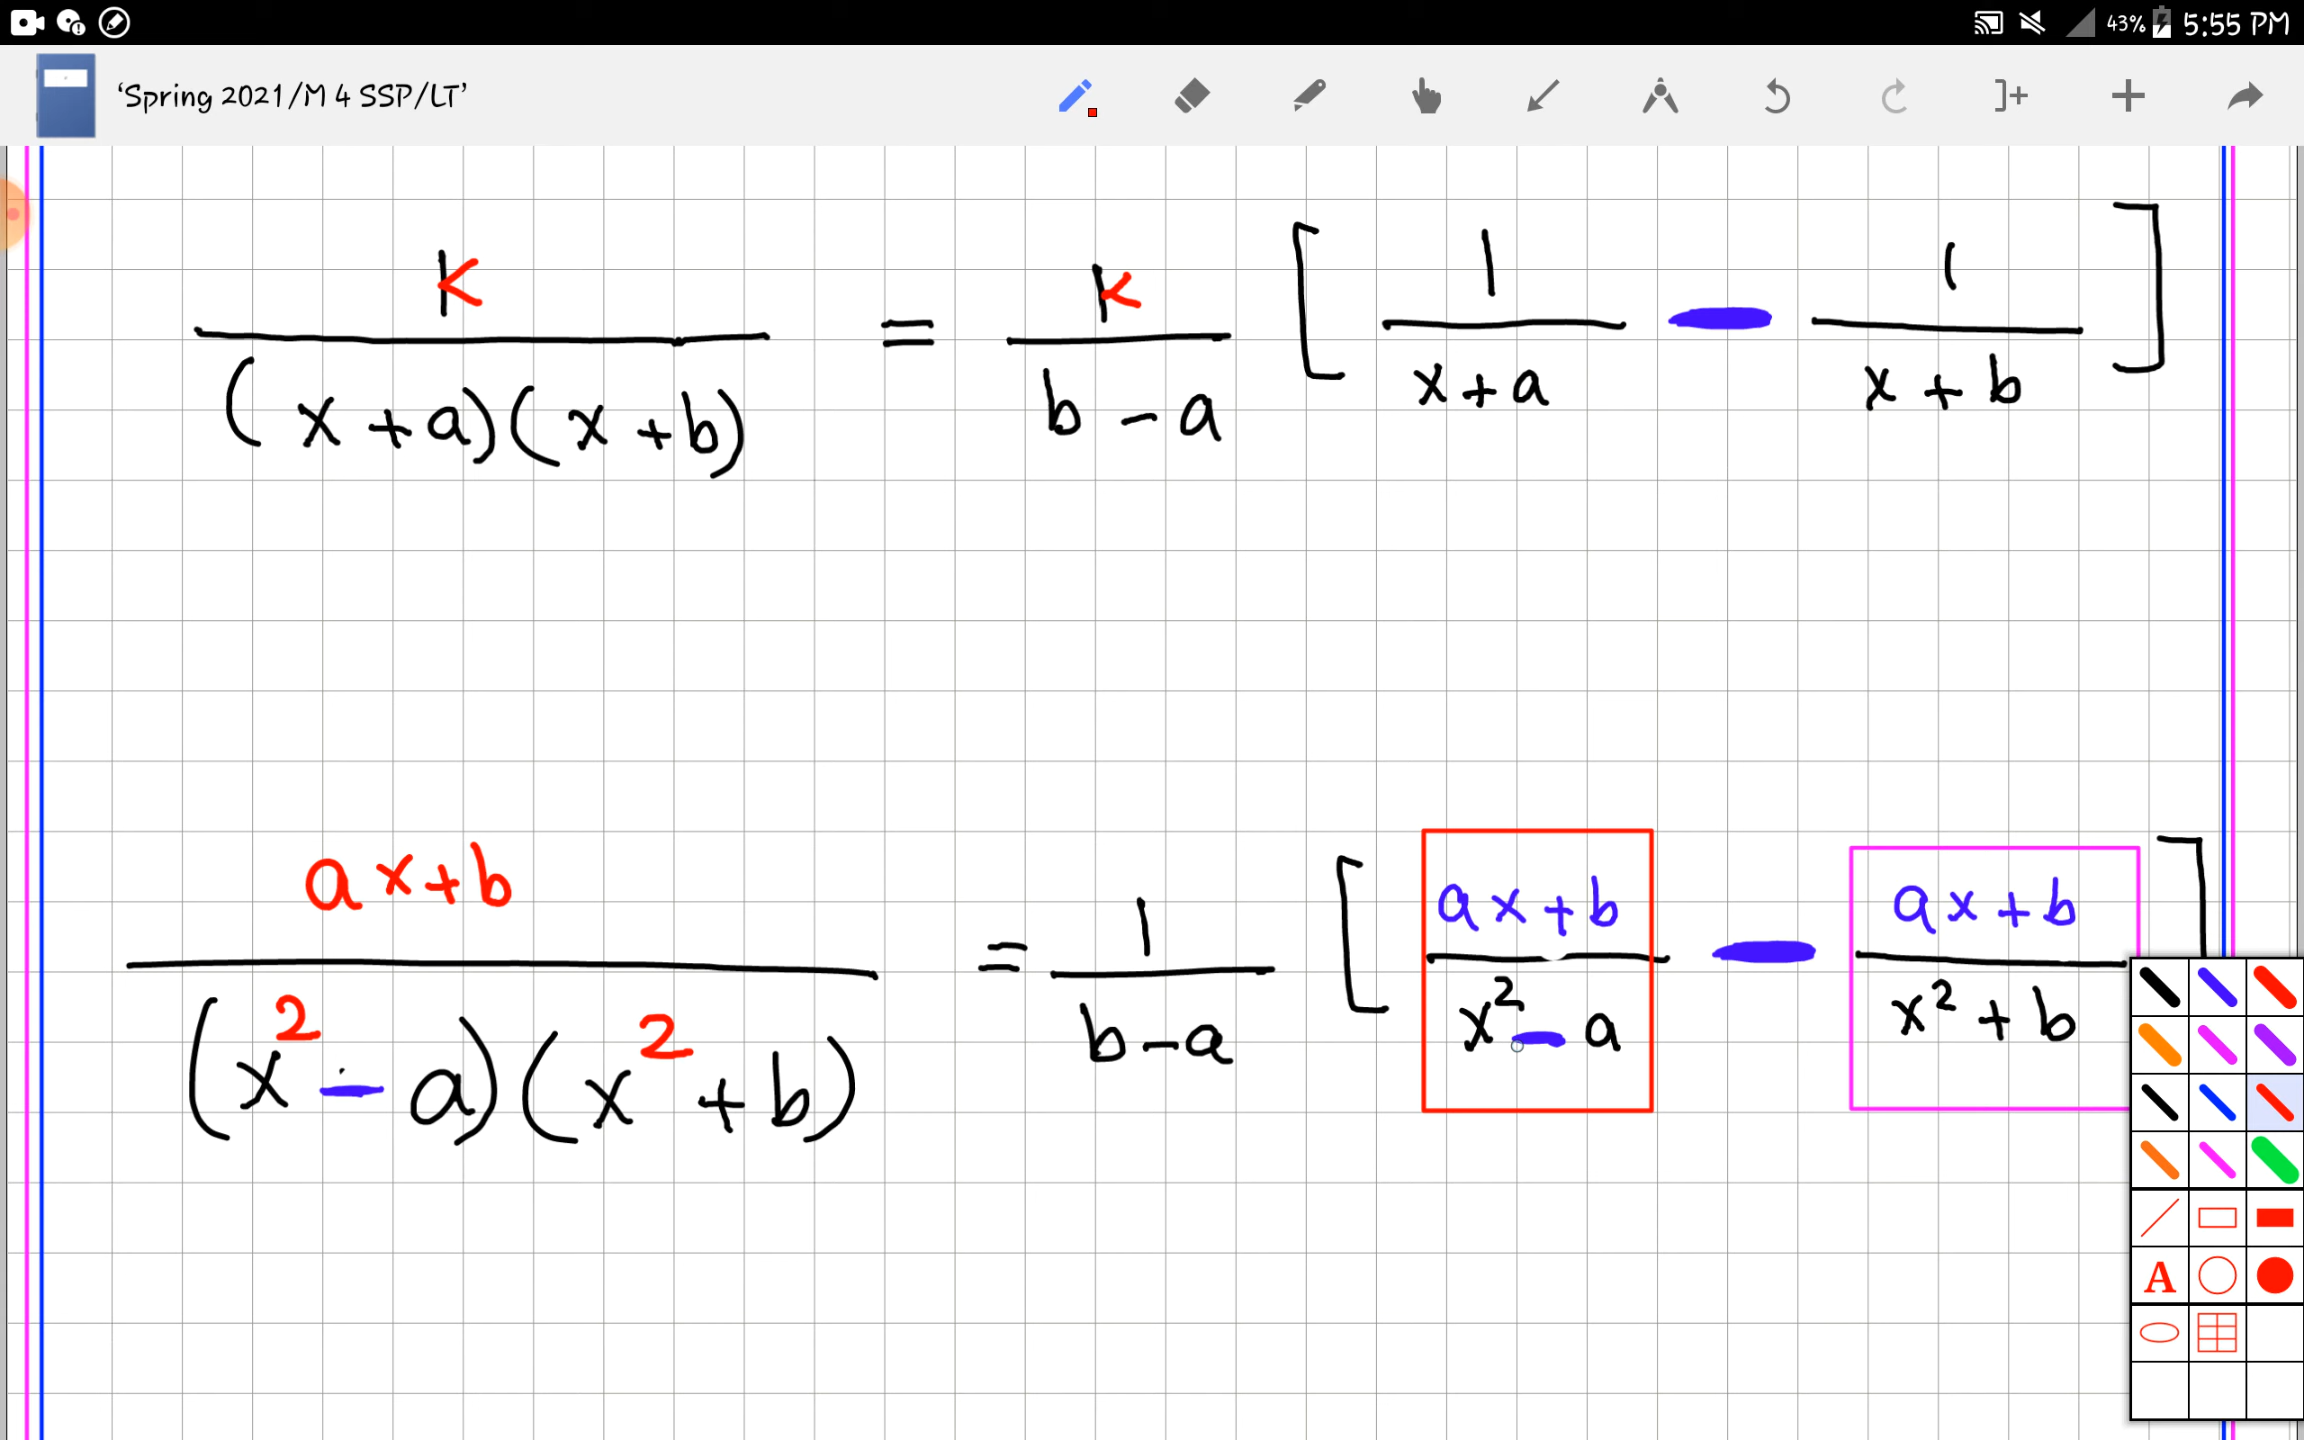 43% 5:55 PM
‘Spring 2021/M 4 SSP/LT’
K / (x + a)(x + b) = K / b - a [ 1 / x + a - 1 / x + b ]
ax + b / (x² - a)(x² + b) = 1 / b - a [ ax + b / x² - a - ax + b / x² + b ]
A